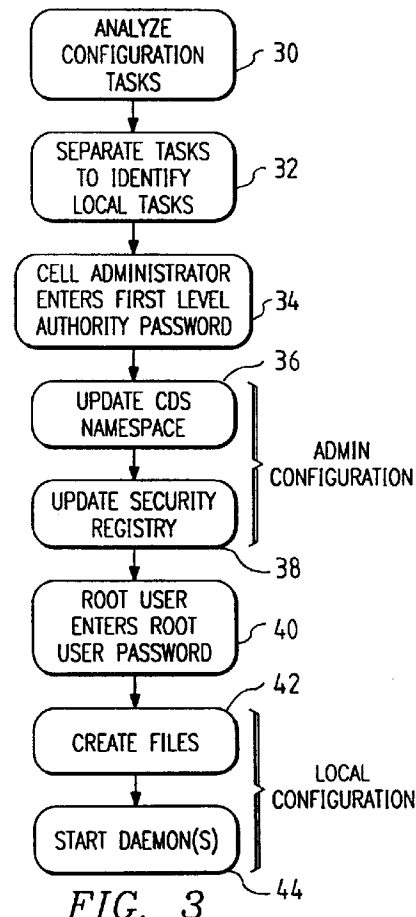 ANALYZE
CONFIGURATION
TASKS
30
SEPARATE TASKS
TO IDENTIFY
LOCAL TASKS
32
CELL ADMINISTRATOR
ENTERS FIRST LEVEL
AUTHORITY PASSWORD
34
36
UPDATE CDS
NAMESPACE
ADMIN
CONFIGURATION
UPDATE SECURITY
REGISTRY
38
ROOT USER
ENTERS ROOT
USER PASSWORD
40
42
CREATE FILES
LOCAL
CONFIGURATION
START DAEMON(S)
44
FIG. 3